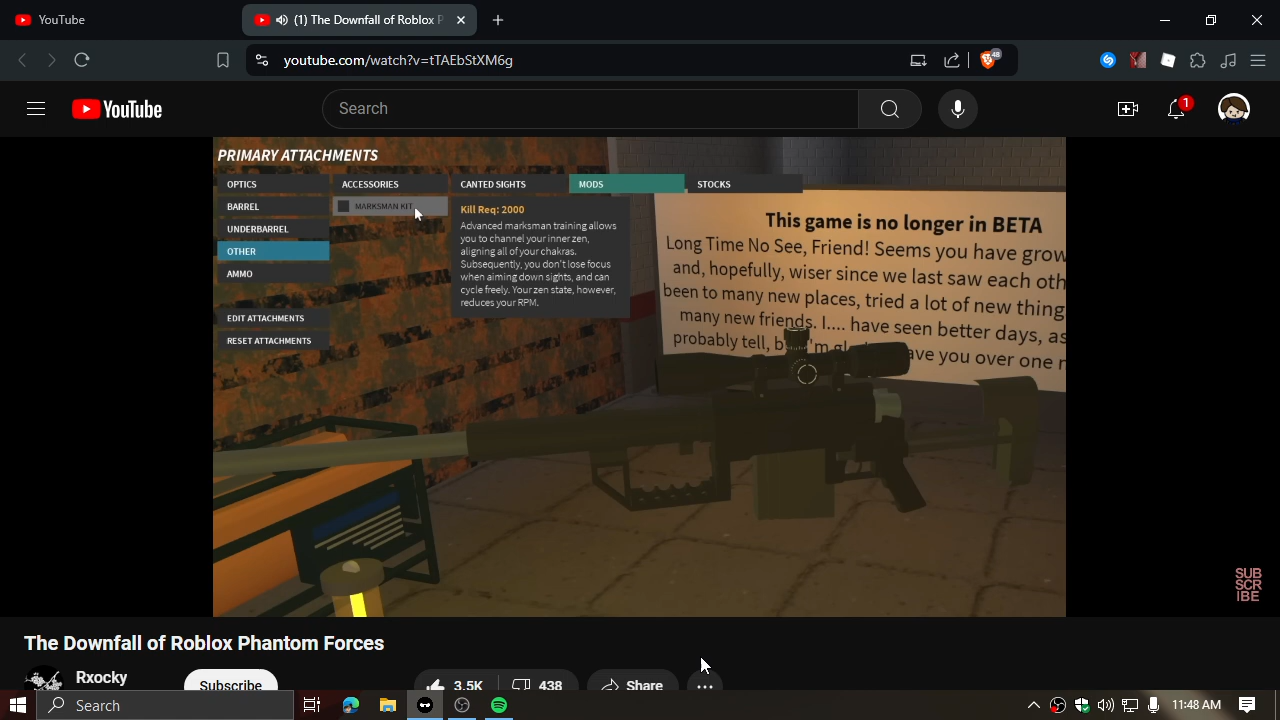 YouTube
(1) The Downfall of Roblox P
youtube.com/watch?v=tTAEbStXM6g
48
YouTube
Search
1
PRIMARY ATTACHMENTS
OPTICS
ACCESSORIES
CANTED SIGHTS
MODS
STOCKS
BARREL
MARKSMAN KIT
UNDERBARREL
OTHER
AMMO
EDIT ATTACHMENTS
RESET ATTACHMENTS
Kill Req: 2000
Advanced marksman training allows
you to channel your inner zen,
aligning all of your chakras.
Subsequently, you don't lose focus
when aiming down sights, and can
cycle freely. Your zen state, however,
reduces your RPM.
This game is no longer in BETA
Long Time No See, Friend! Seems you have grow
and, hopefully, wiser since we last saw each oth
been to many new places, tried a lot of new thing
many new friends. I.... have seen better days, as
probably tell, ave you over one
SUB
SCR
IBE
The Downfall of Roblox Phantom Forces
Rxocky
Subscribe
3.5K
438
Share
Search
11:48 AM